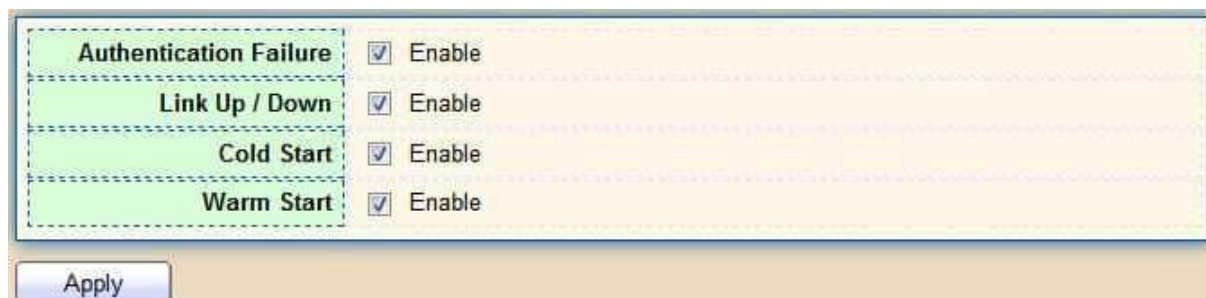 Authentication Failure Enable
Link Up / Down Enable
Cold Start Enable
Warm Start Enable
Apply